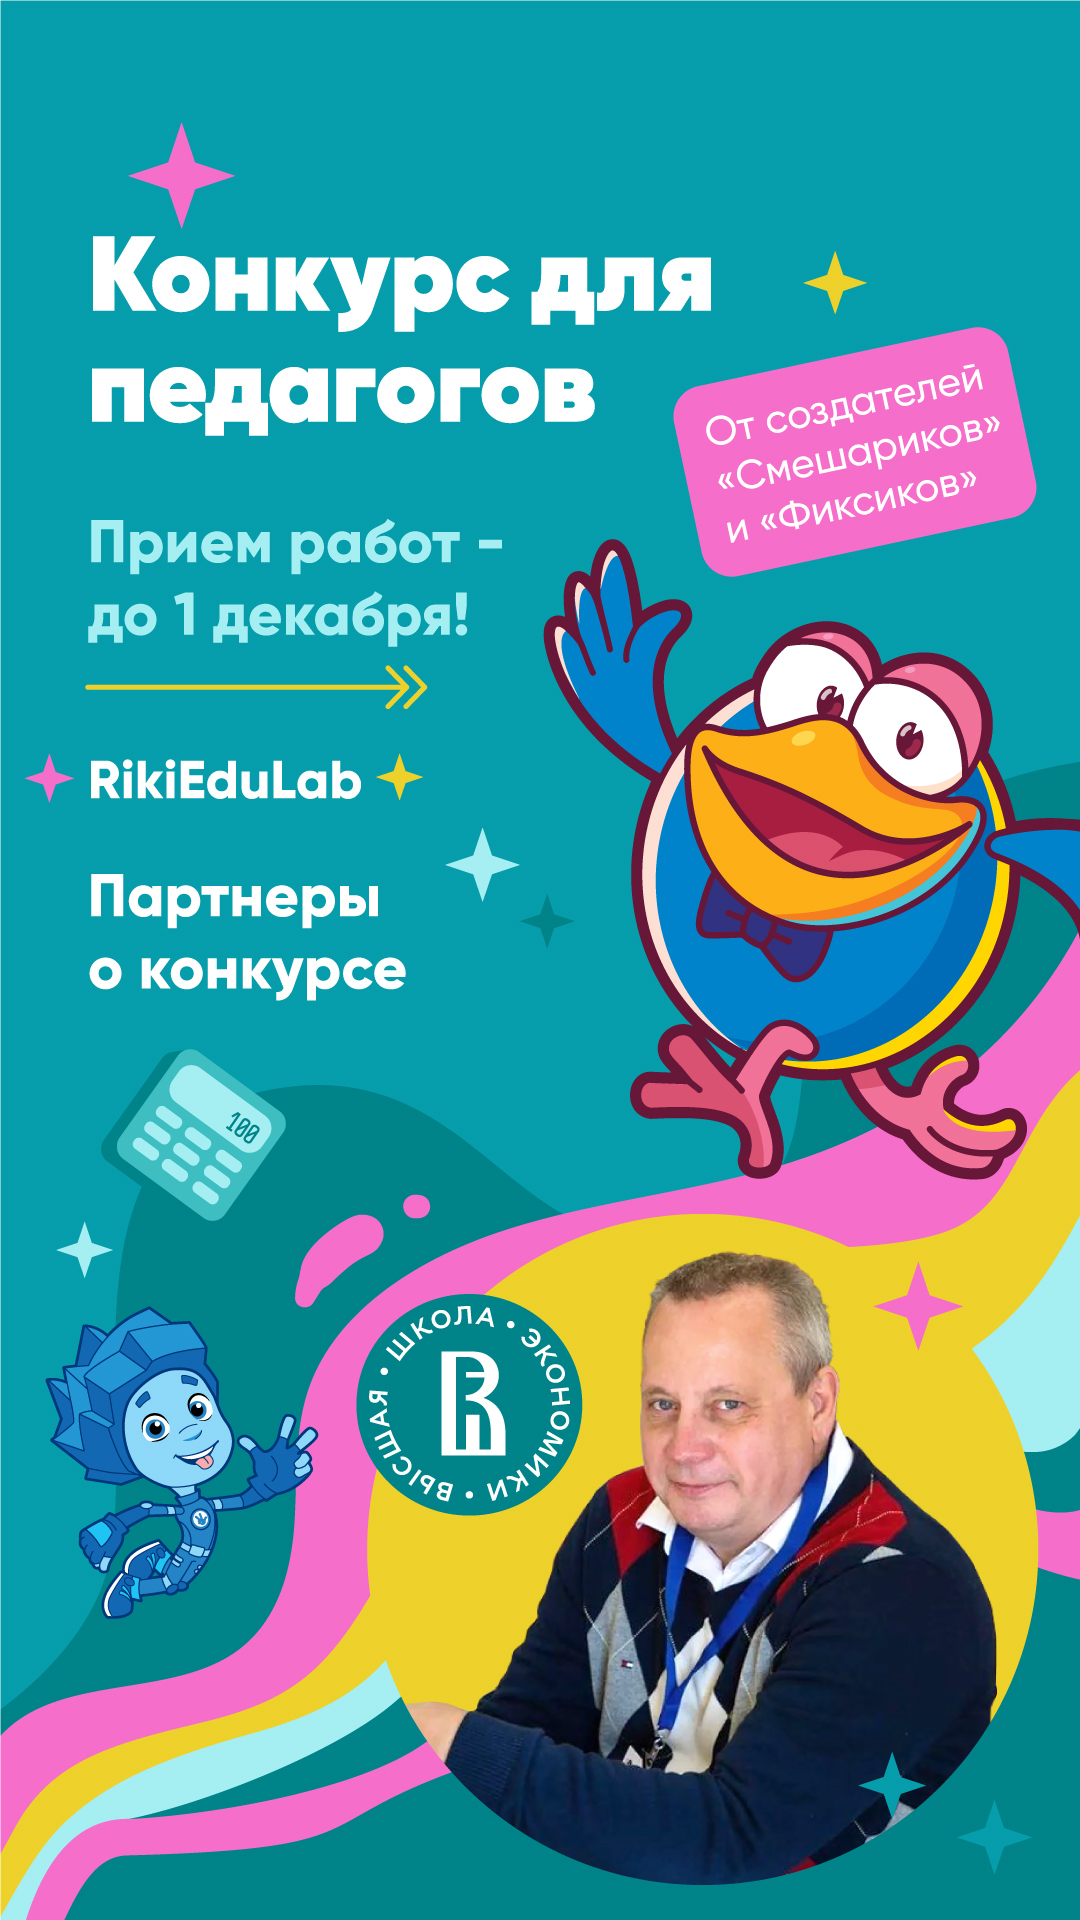 Конкурс для
педагогов
От создателей
«Смешариков»
и «Фиксиков»
Прием работ -
до 1 декабря!
RikiEduLab
Партнеры
о конкурсе
100
ВЫСШАЯ • ШКОЛА • ЭКОНОМИКИ •